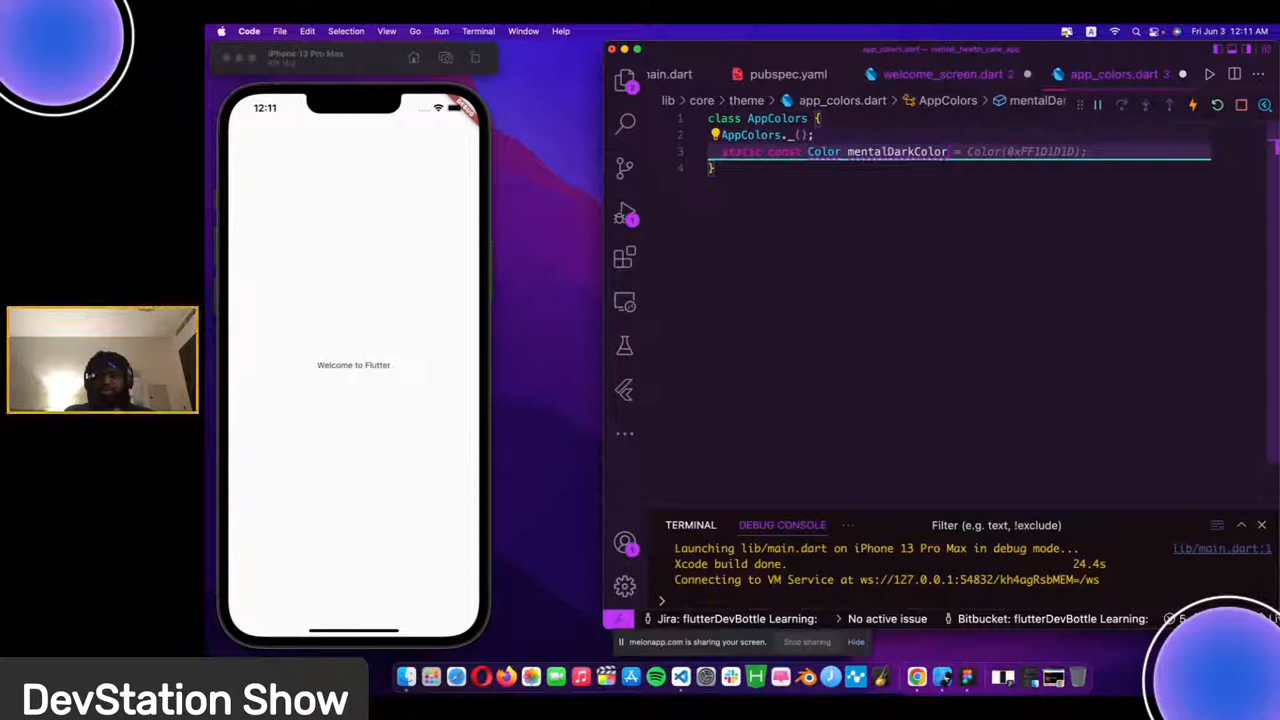 Code File Edit Selection View Go Run Terminal Window Help
Fri Jun 3 12:11 AM
iPhone 13 Pro Max
app_colors.dart — mental_health_care_app
main.dart pubspec.yaml welcome_screen.dart 2 app_colors.dart 3
lib > core > theme > app_colors.dart > AppColors > mentalDar
12:11
1 class AppColors {
2 AppColors._();
3 static const Color mentalDarkColor = Color(0xFF1D1D1D);
4 }
Welcome to Flutter
TERMINAL DEBUG CONSOLE ... Filter (e.g. text, !exclude)
Launching lib/main.dart on iPhone 13 Pro Max in debug mode... lib/main.dart:1
Xcode build done. 24.4s
Connecting to VM Service at ws://127.0.0.1:54832/kh4agRsbMEM=/ws
>
Jira: flutterDevBottle Learning: > No active issue Bitbucket: flutterDevBottle Learning: 5
melonapp.com is sharing your screen. Stop sharing Hide
DevStation Show